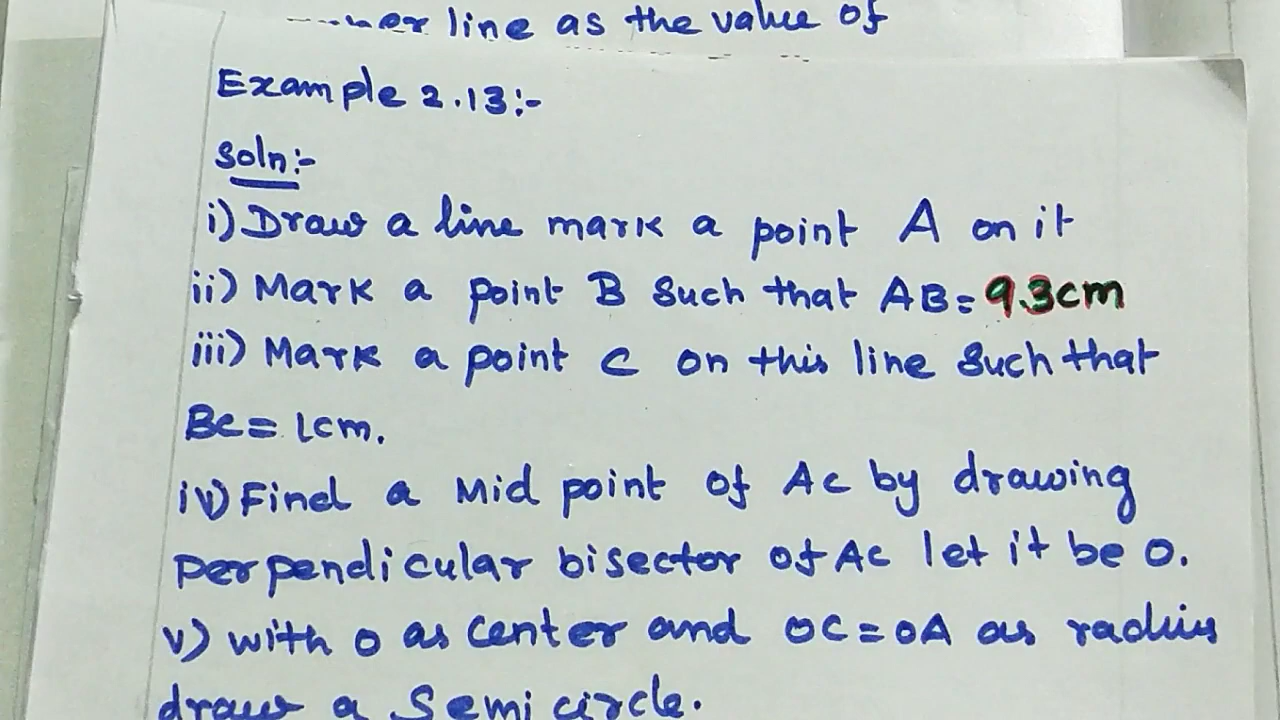 line as the value of
Example 2.13:-
Soln:-
i) Draw a line mark a point A on it
ii) Mark a point B such that AB = 9.3cm
iii) Mark a point C on this line such that
BC = 1cm.
iv) Find a Mid point of AC by drawing
perpendicular bisector of AC let it be O.
v) with O as center and OC = OA as radius
draw a Semi circle.